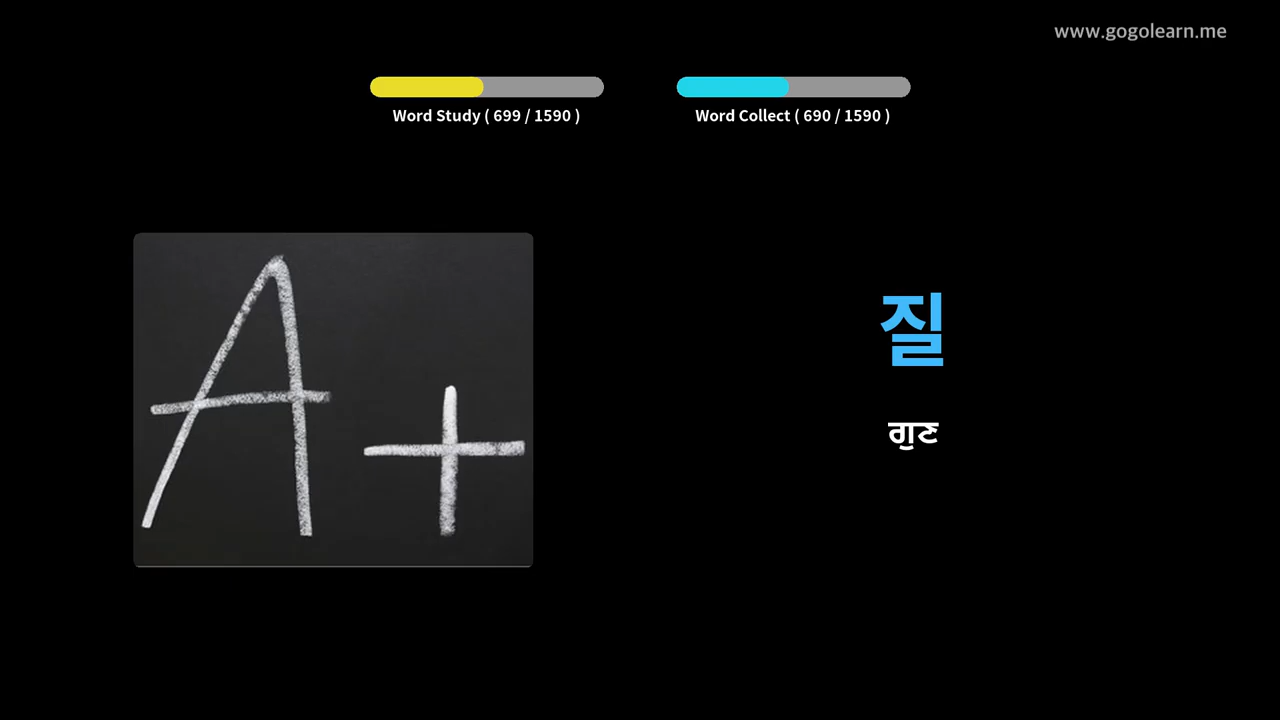 www.gogolearn.me
Word Study ( 699 / 1590 )
Word Collect ( 690 / 1590 )
A+
질
ਗੁਣ